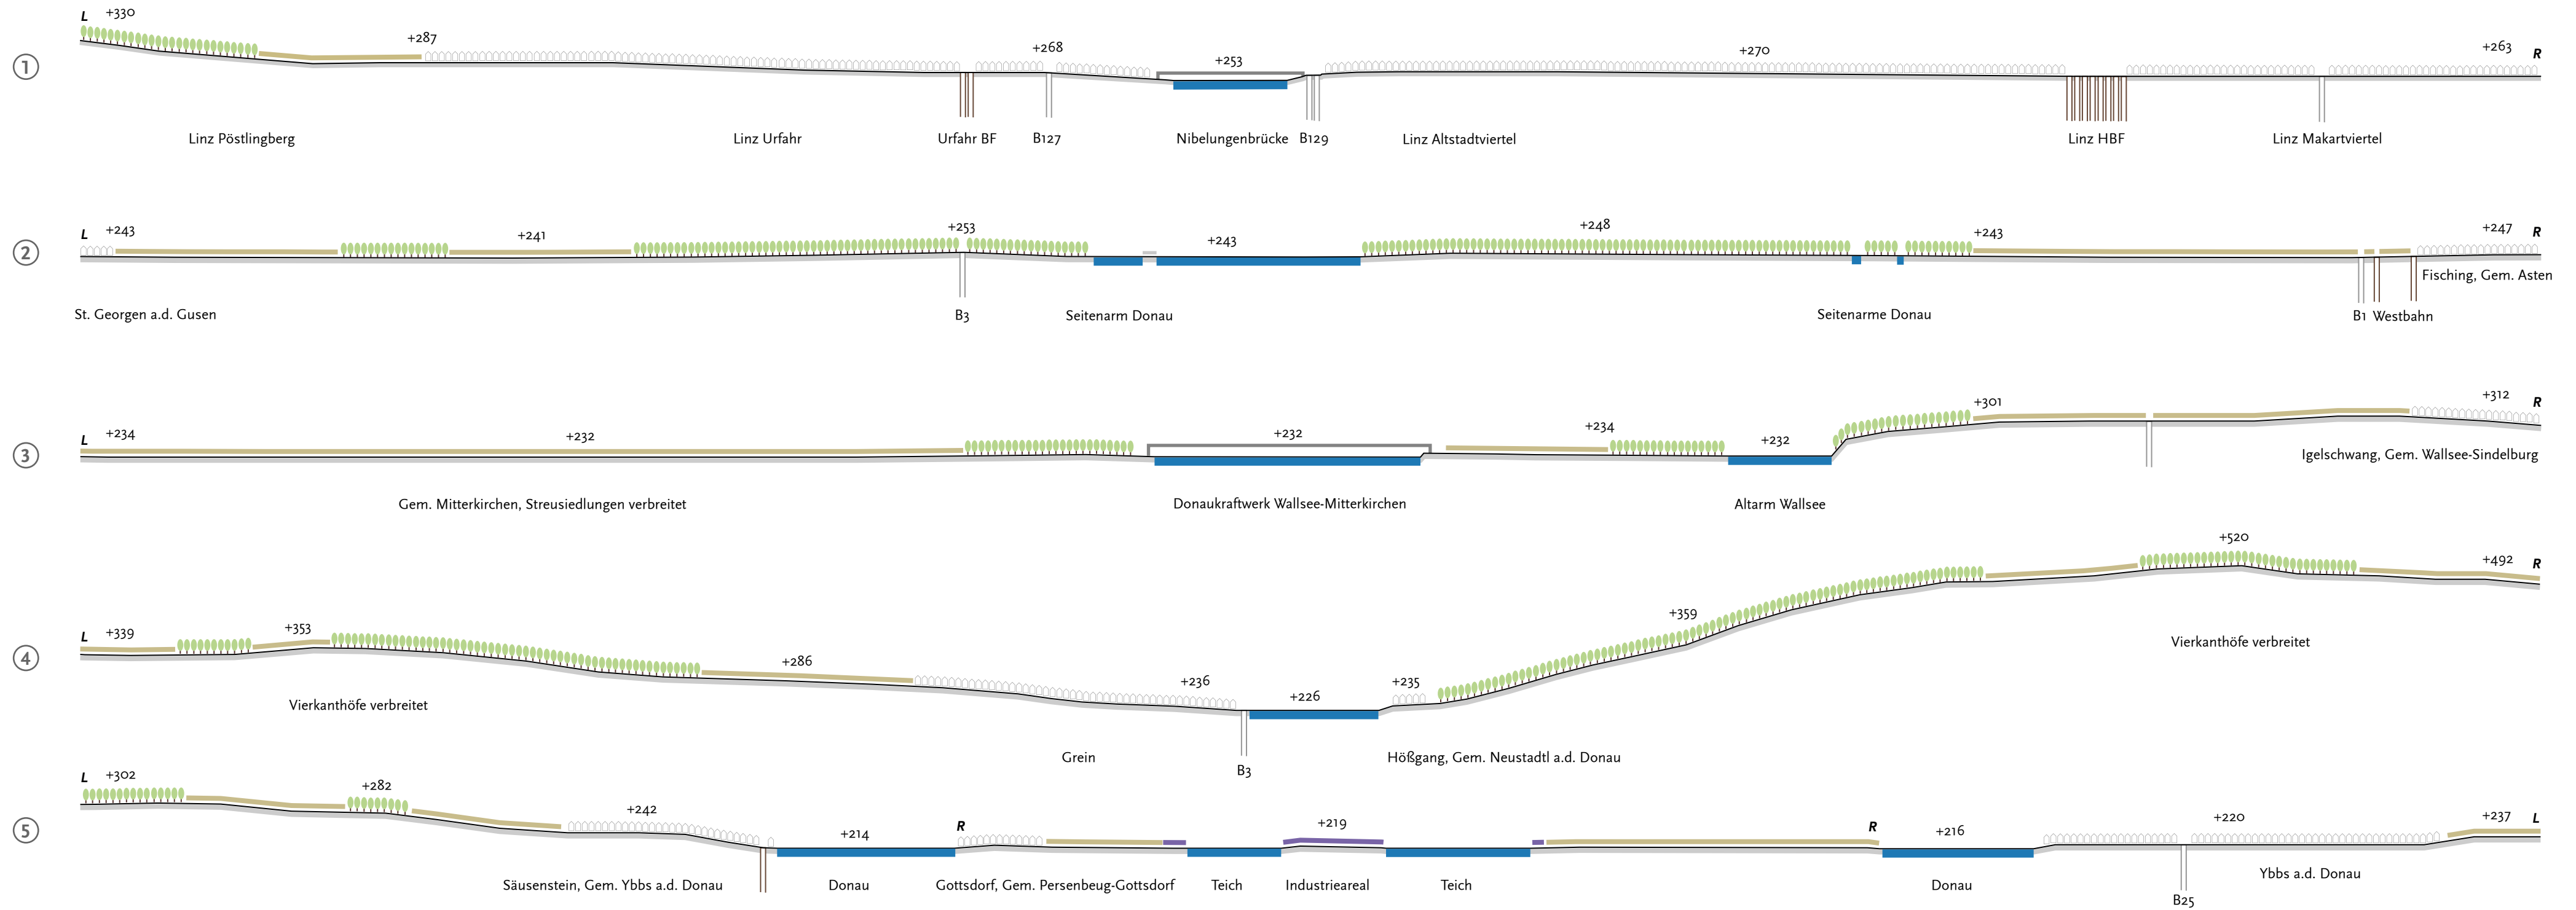 L +330 +287 +268 +253 +270 +263 R
1
Linz Pöstlingberg Linz Urfahr Urfahr BF B127 Nibelungenbrücke B129 Linz Altstadtviertel Linz HBF Linz Makartviertel
L +243 +241 +253 +243 +248 +243 +247 R
2
Fisching, Gem. Asten
St. Georgen a.d. Gusen B3 Seitenarm Donau Seitenarme Donau B1 Westbahn
L +234 +232 +232 +234 +232 +301 +312 R
3
Igelschwang, Gem. Wallsee-Sindelburg
Gem. Mitterkirchen, Streusiedlungen verbreitet Donaukraftwerk Wallsee-Mitterkirchen Altarm Wallsee
L +339 +353 +286 +236 +226 +235 +359 +520 +492 R
4
Vierkanthöfe verbreitet Vierkanthöfe verbreitet
Grein B3 Hößgang, Gem. Neustadtl a.d. Donau
L +302 +282 +242 +214 R +219 R +216 +220 +237 L
5
Säusenstein, Gem. Ybbs a.d. Donau Donau Gottsdorf, Gem. Persenbeug-Gottsdorf Teich Industrieareal Teich Donau Ybbs a.d. Donau
B25